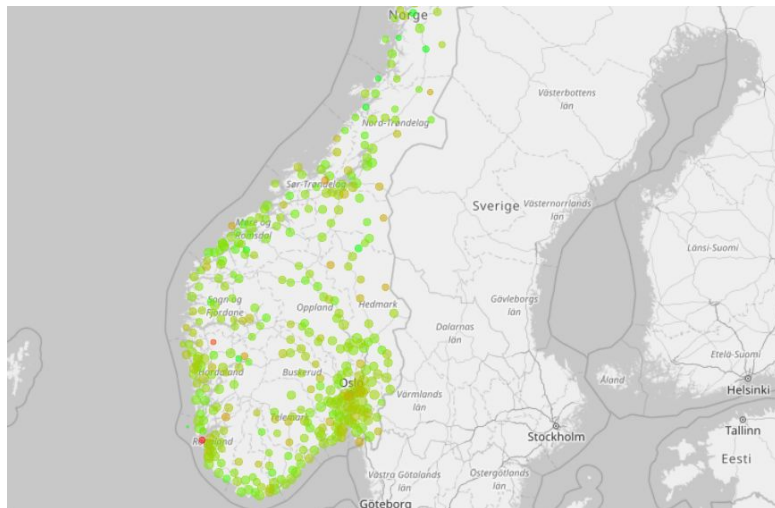 Norge
Västerbottens
län
Nord-Trøndelag
Sør-Trøndelag
Sverige
Västernorrlands
län
Møre og
Romsdal
Länsi-Suomi
Sogn og
Fjordane
Oppland
Hedmark
Gävleborgs
län
Dalarnas
län
Etelä-Suomi
Hordaland
Buskerud
Åland
Helsinki
Värmlands
län
Telemark
Tallinn
Stockholm
Eesti
Västra Götalands
län
Östergötlands
län
Göteborg